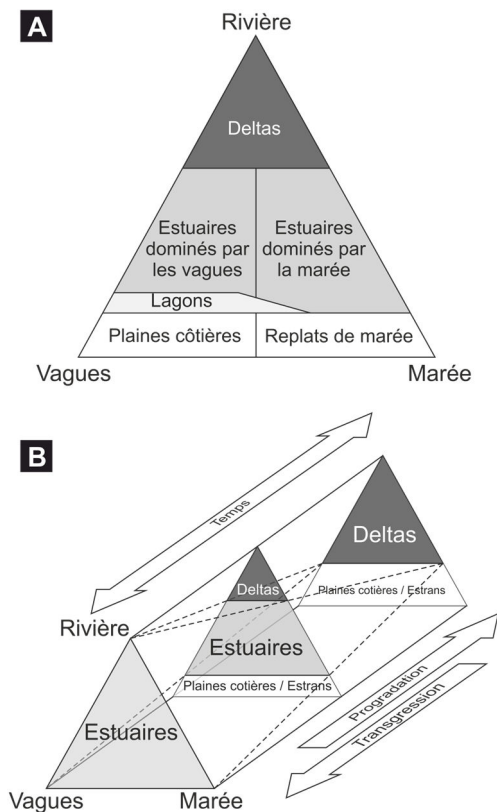 A
Rivière
Deltas
Estuaires
dominés par
les vagues
Estuaires
dominés par
la marée
Lagons
Plaines côtières
Replats de marée
Vagues
Marée
B
Temps
Deltas
Plaines cotières / Estrans
Deltas
Rivière
Estuaires
Plaines cotières / Estrans
Progradation
Transgression
Estuaires
Vagues
Marée